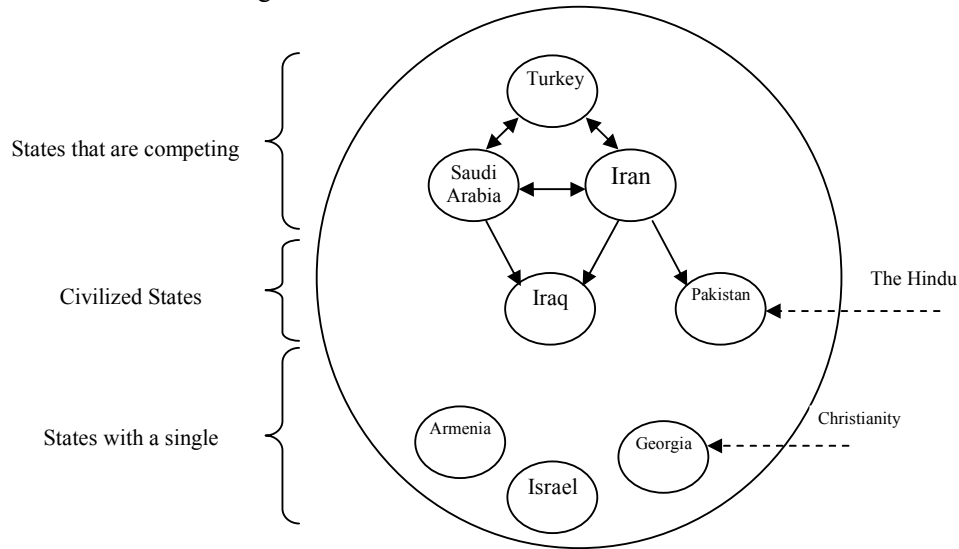 Turkey
States that are competing
Saudi
Arabia
Iran
The Hindu
Civilized States
Iraq
Pakistan
Christianity
States with a single
Armenia
Georgia
Israel